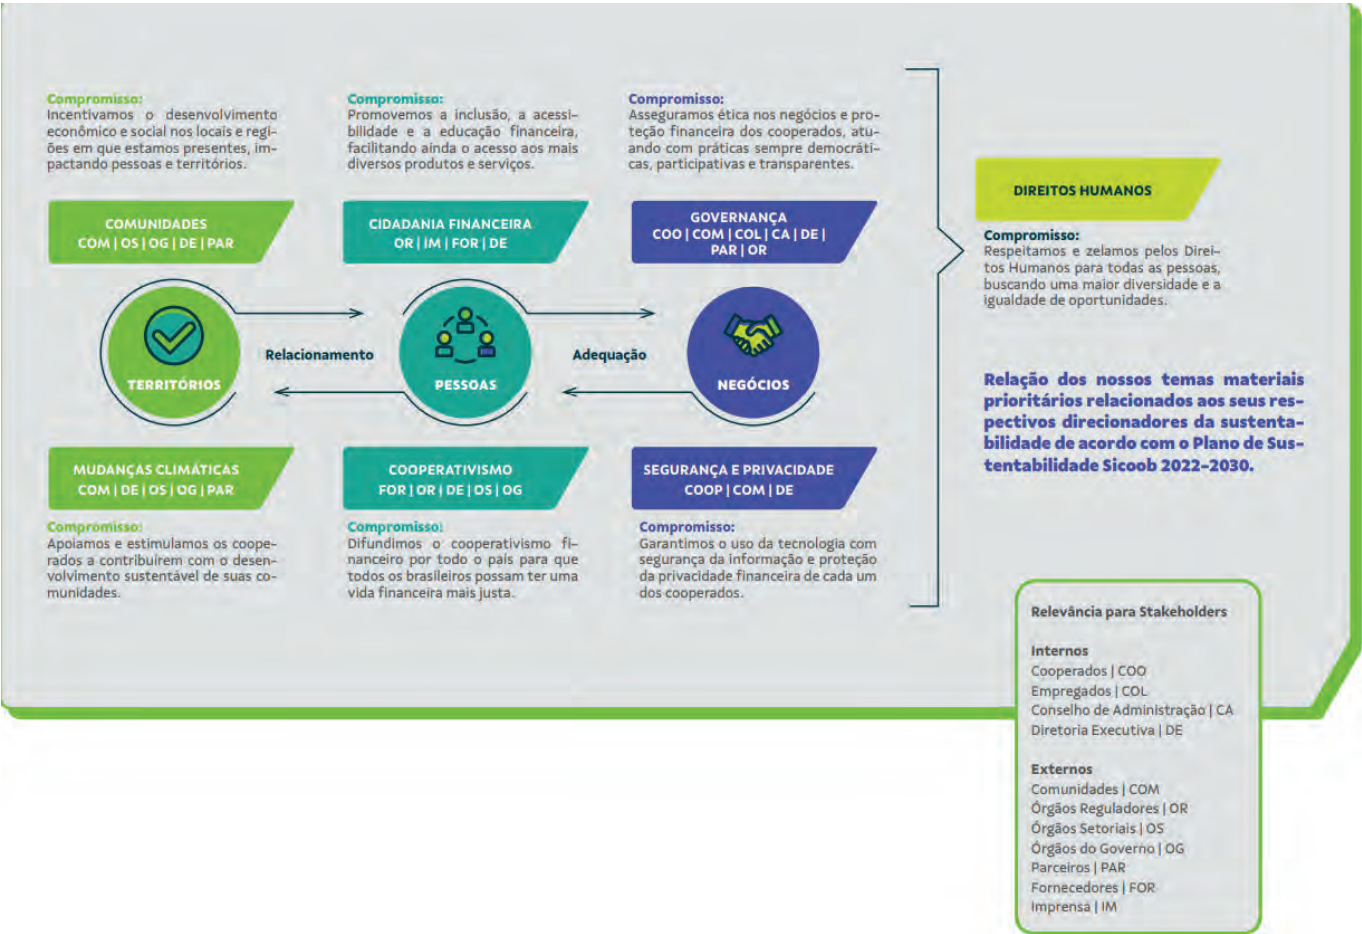 Compromisso:
Incentivamos o desenvolvimento
econômico e social nos locais e regi-
ões em que estamos presentes, im-
pactando pessoas e territórios.
Compromisso:
Promovemos a inclusão, a acessi-
bilidade e a educação financeira,
facilitando ainda o acesso aos mais
diversos produtos e serviços.
Compromisso:
Asseguramos ética nos negócios e pro-
teção financeira dos cooperados, atu-
ando com práticas sempre democráti-
cas, participativas e transparentes.
COMUNIDADES
COM | OS | OG | DE | PAR
CIDADANIA FINANCEIRA
OR | IM | FOR | DE
GOVERNANÇA
COO | COM | COL | CA | DE |
PAR | OR
TERRITÓRIOS
Relacionamento
PESSOAS
Adequação
NEGÓCIOS
MUDANÇAS CLIMÁTICAS
COM | DE | OS | OG | PAR
COOPERATIVISMO
FOR | OR | DE | OS | OG
SEGURANÇA E PRIVACIDADE
COOP | COM | DE
Compromisso:
Apoiamos e estimulamos os coope-
rados a contribuírem com o desen-
volvimento sustentável de suas co-
munidades.
Compromisso:
Difundimos o cooperativismo fi-
nanceiro por todo o país para que
todos os brasileiros possam ter uma
vida financeira mais justa.
Compromisso:
Garantimos o uso da tecnologia com
segurança da informação e proteção
da privacidade financeira de cada um
dos cooperados.
DIREITOS HUMANOS
Compromisso:
Respeitamos e zelamos pelos Direi-
tos Humanos para todas as pessoas,
buscando uma maior diversidade e a
igualdade de oportunidades.
Relação dos nossos temas materiais
prioritários relacionados aos seus res-
pectivos direcionadores da sustenta-
bilidade de acordo com o Plano de Sus-
tentabilidade Sicoob 2022-2030.
Relevância para Stakeholders
Internos
Cooperados | COO
Empregados | COL
Conselho de Administração | CA
Diretoria Executiva | DE
Externos
Comunidades | COM
Órgãos Reguladores | OR
Órgãos Setoriais | OS
Órgãos do Governo | OG
Parceiros | PAR
Fornecedores | FOR
Imprensa | IM